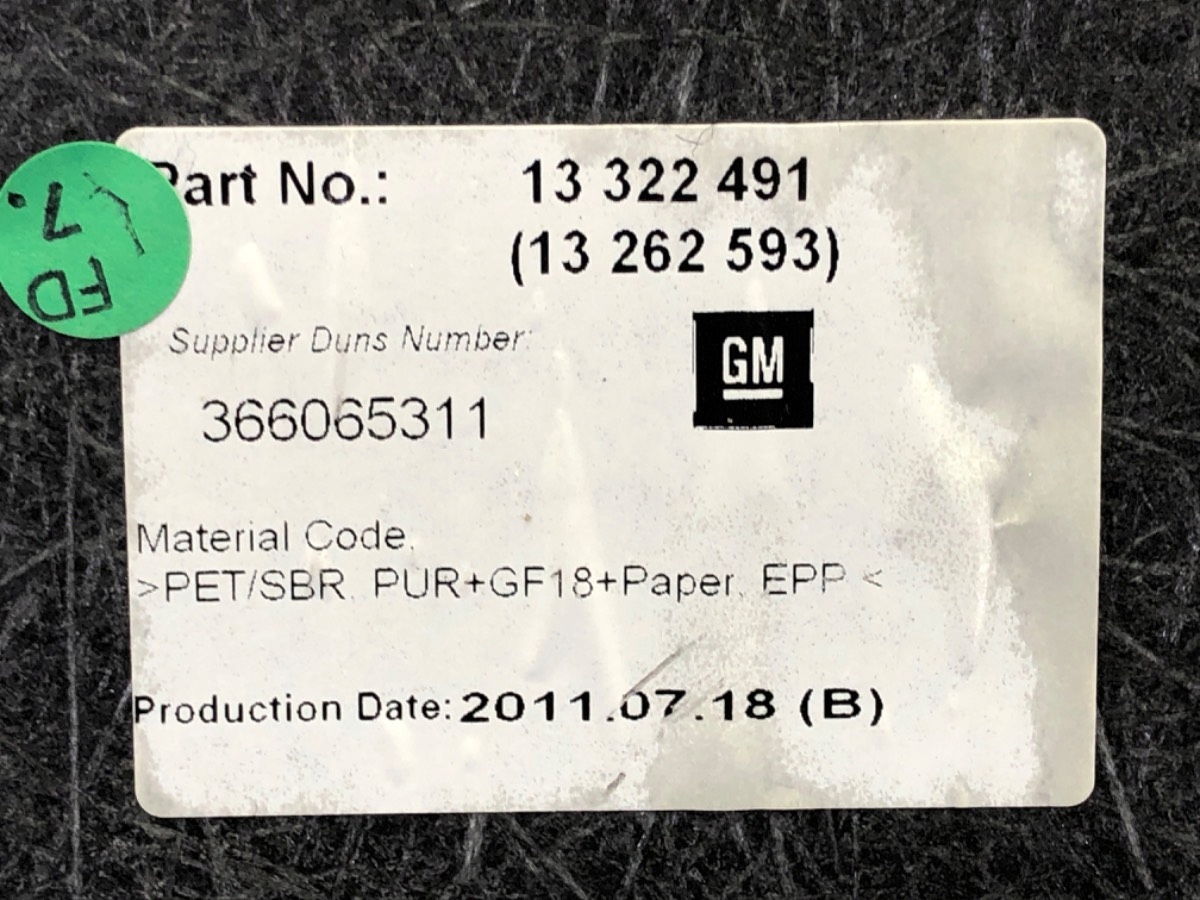 Part No.: 13 322 491
(13 262 593)
Supplier Duns Number:
366065311
GM
Material Code.
>PET/SBR. PUR+GF18+Paper. EPP <
Production Date: 2011.07.18 (B)
FD